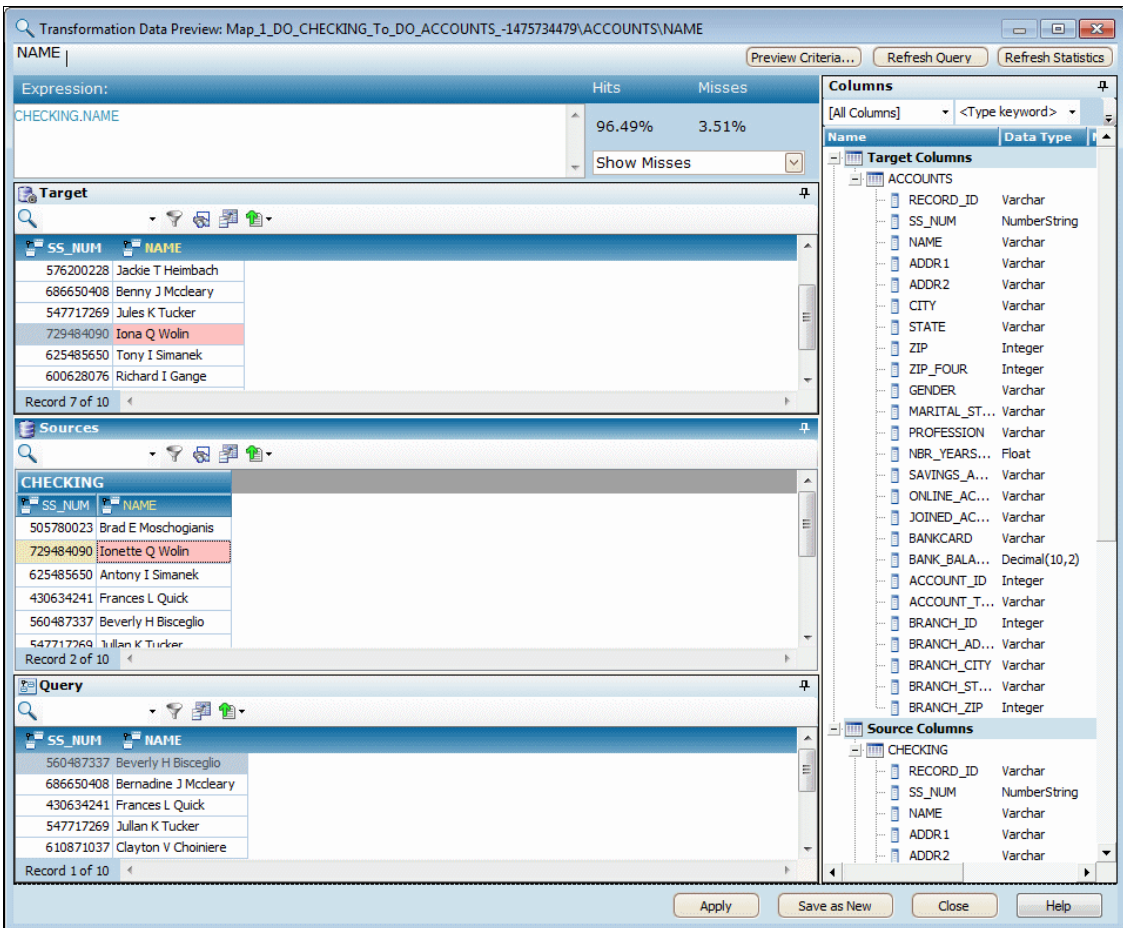 Transformation Data Preview: Map_1_DO_CHECKING_To_DO_ACCOUNTS_-1475734479\ACCOUNTS\NAME
NAME
Preview Criteria... Refresh Query Refresh Statistics
Expression: Hits Misses
CHECKING.NAME
96.49% 3.51%
Show Misses
Target
SS_NUM NAME
576200228 Jackie T Heimbach
686650408 Benny J Mccleary
547717269 Jules K Tucker
729484090 Iona Q Wolin
625485650 Tony I Simanek
600628076 Richard I Gange
Record 7 of 10
Sources
CHECKING
SS_NUM NAME
505780023 Brad E Moschogianis
729484090 Ionette Q Wolin
625485650 Antony I Simanek
430634241 Frances L Quick
560487337 Beverly H Bisceglio
547717269 Jullan K Tucker
Record 2 of 10
Query
SS_NUM NAME
560487337 Beverly H Bisceglio
686650408 Bernadine J Mccleary
430634241 Frances L Quick
547717269 Jullan K Tucker
610871037 Clayton V Choiniere
Record 1 of 10
Columns
[All Columns] <Type keyword>
Name Data Type
Target Columns
ACCOUNTS
RECORD_ID Varchar
SS_NUM NumberString
NAME Varchar
ADDR1 Varchar
ADDR2 Varchar
CITY Varchar
STATE Varchar
ZIP Integer
ZIP_FOUR Integer
GENDER Varchar
MARITAL_ST... Varchar
PROFESSION Varchar
NBR_YEARS... Float
SAVINGS_A... Varchar
ONLINE_AC... Varchar
JOINED_AC... Varchar
BANKCARD Varchar
BANK_BALA... Decimal(10,2)
ACCOUNT_ID Integer
ACCOUNT_T... Varchar
BRANCH_ID Integer
BRANCH_AD... Varchar
BRANCH_CITY Varchar
BRANCH_ST... Varchar
BRANCH_ZIP Integer
Source Columns
CHECKING
RECORD_ID Varchar
SS_NUM NumberString
NAME Varchar
ADDR1 Varchar
ADDR2 Varchar
Apply Save as New Close Help